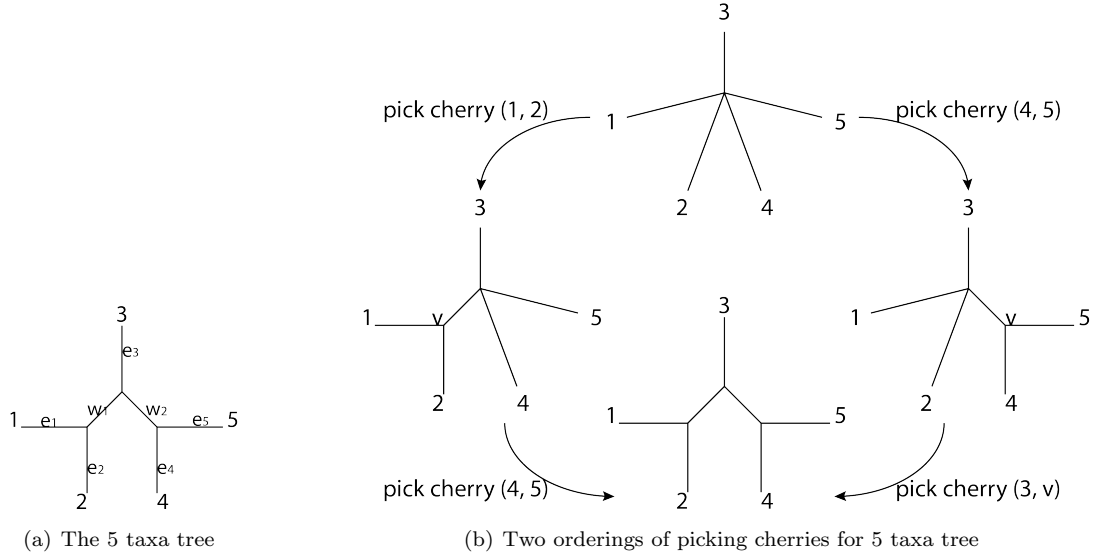 3
pick cherry (1, 2)
pick cherry (4, 5)
1
5
2
4
3
3
1
v
5
2
4
1
v
5
2
4
3
1
5
2
4
pick cherry (4, 5)
pick cherry (3, v)
3
e3
w1
w2
1
e1
e5
5
e2
e4
2
4
(a) The 5 taxa tree
(b) Two orderings of picking cherries for 5 taxa tree